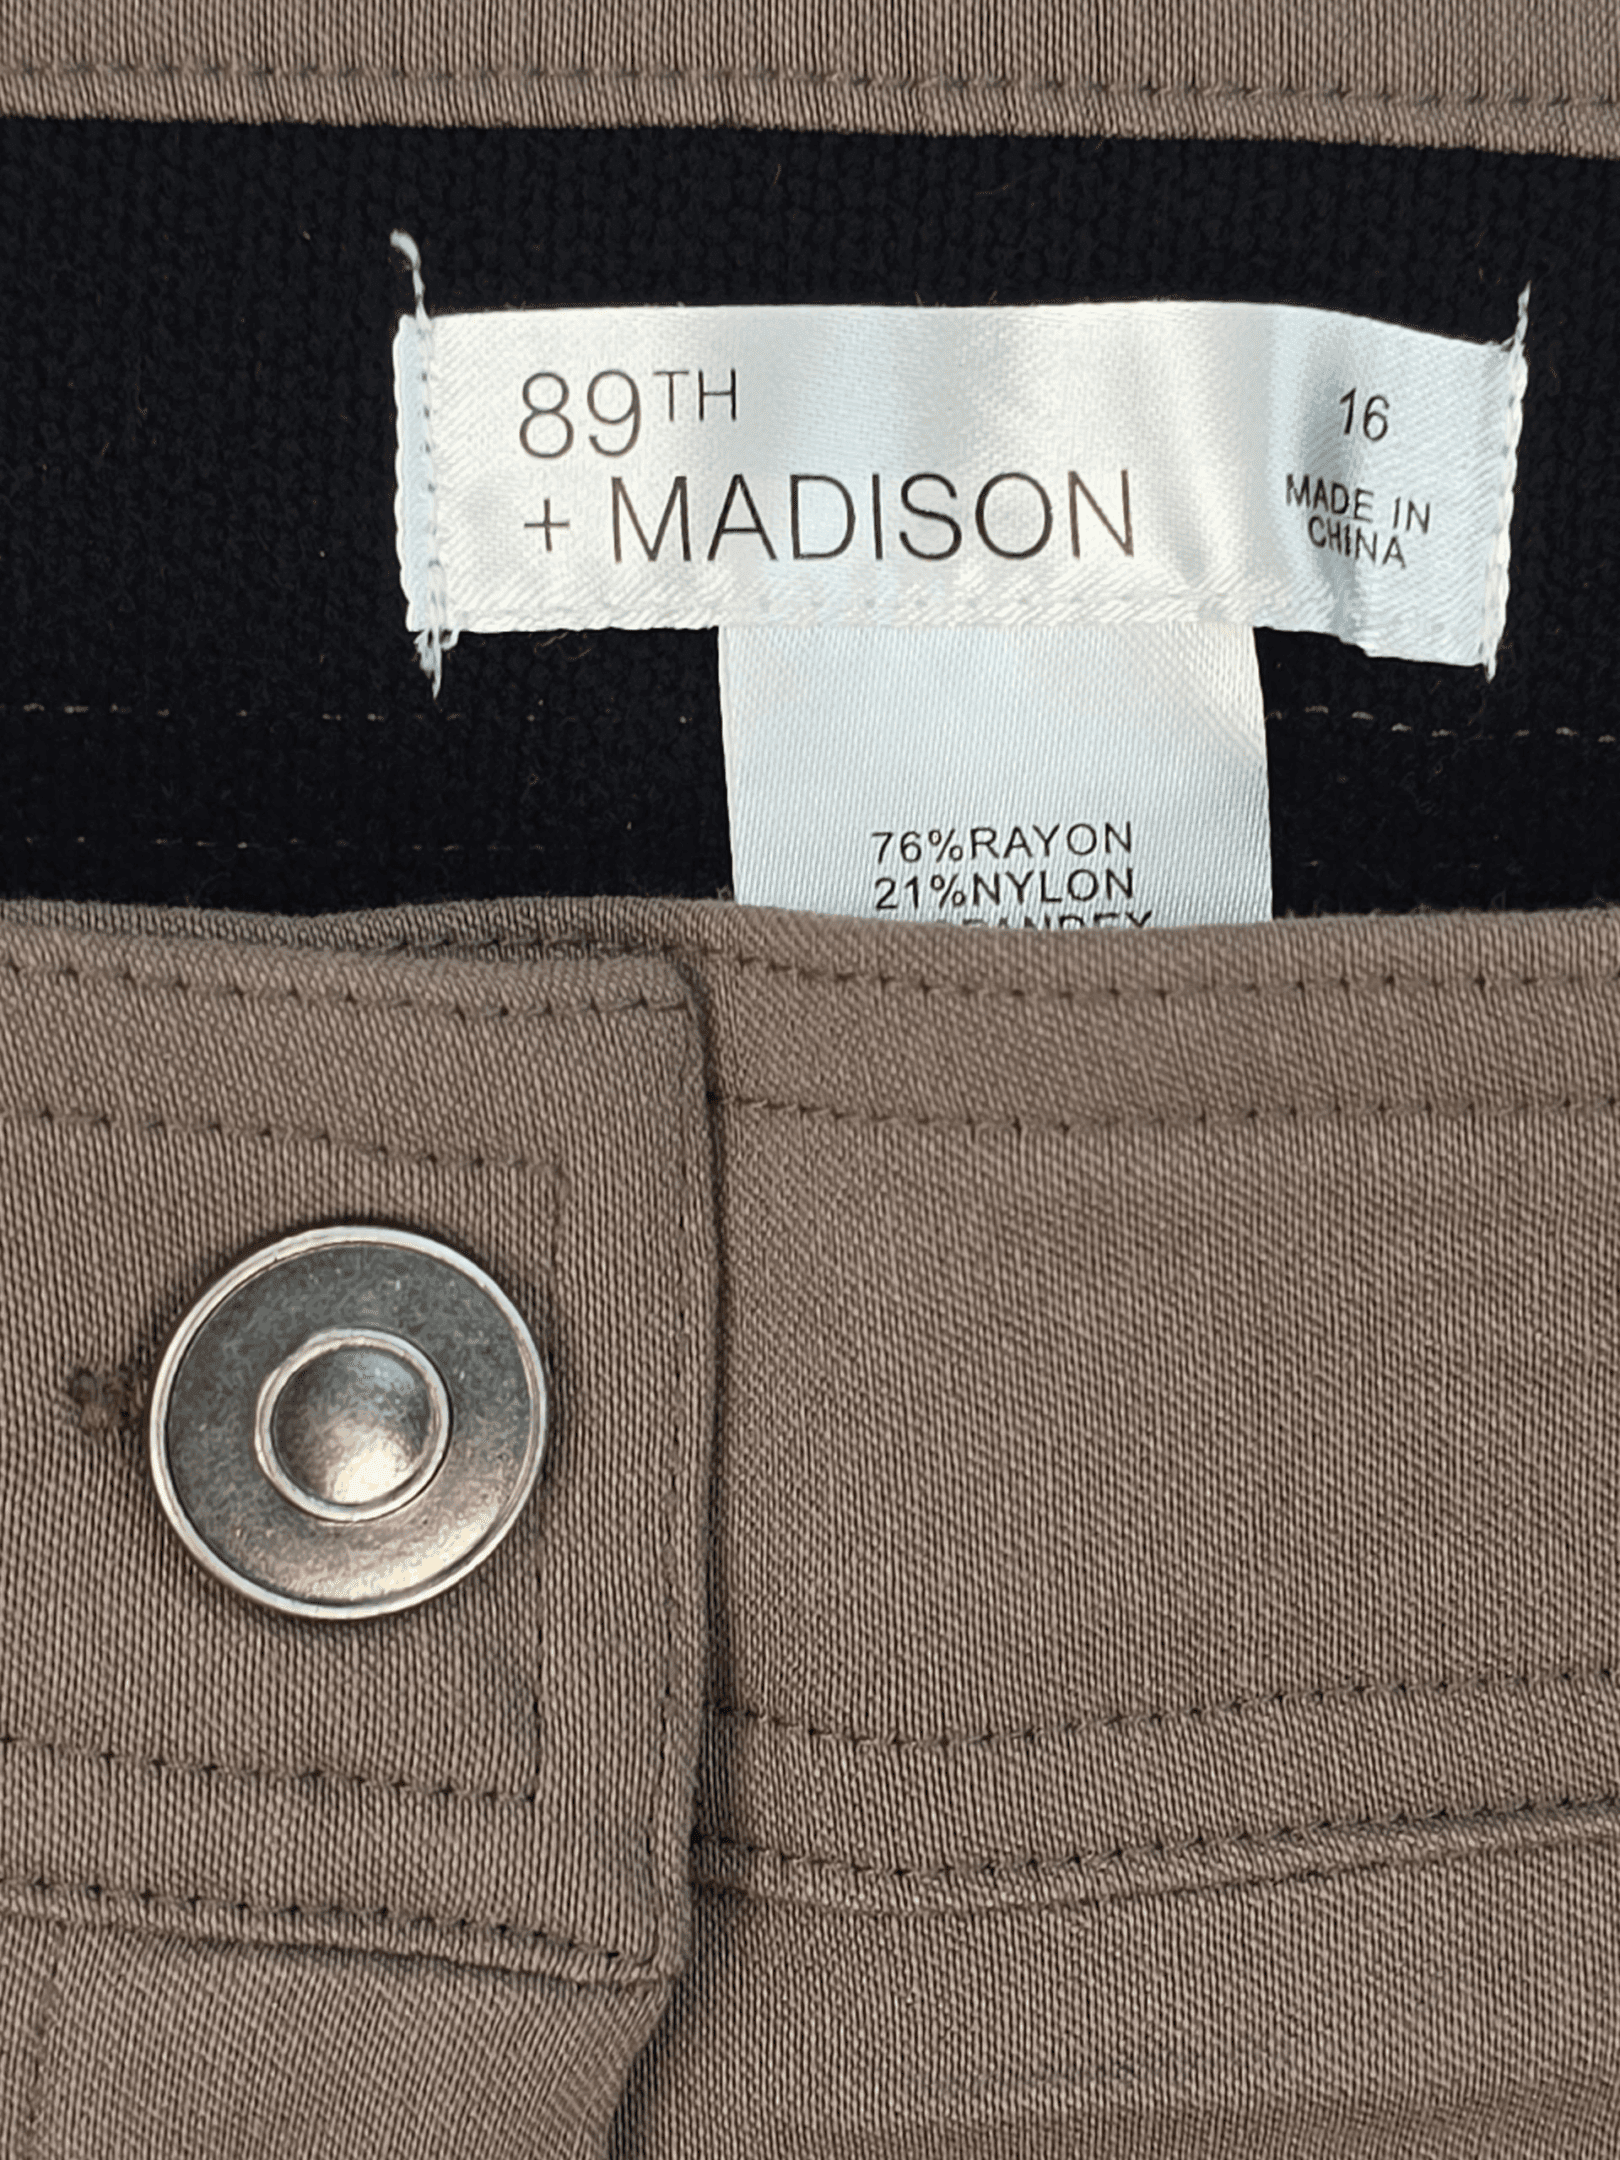 89TH
+ MADISON
16
MADE IN
CHINA
76%RAYON
21%NYLON